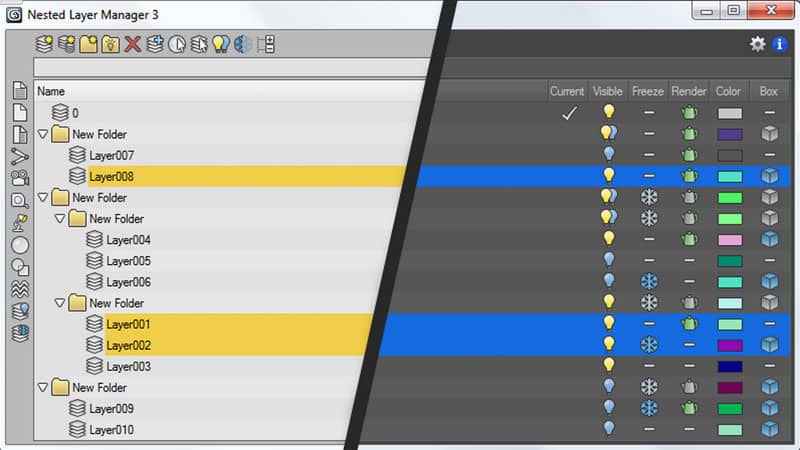 Nested Layer Manager 3
Name Current Visible Freeze Render Color Box
0
New Folder
Layer007
Layer008
New Folder
New Folder
Layer004
Layer005
Layer006
New Folder
Layer001
Layer002
Layer003
New Folder
Layer009
Layer010